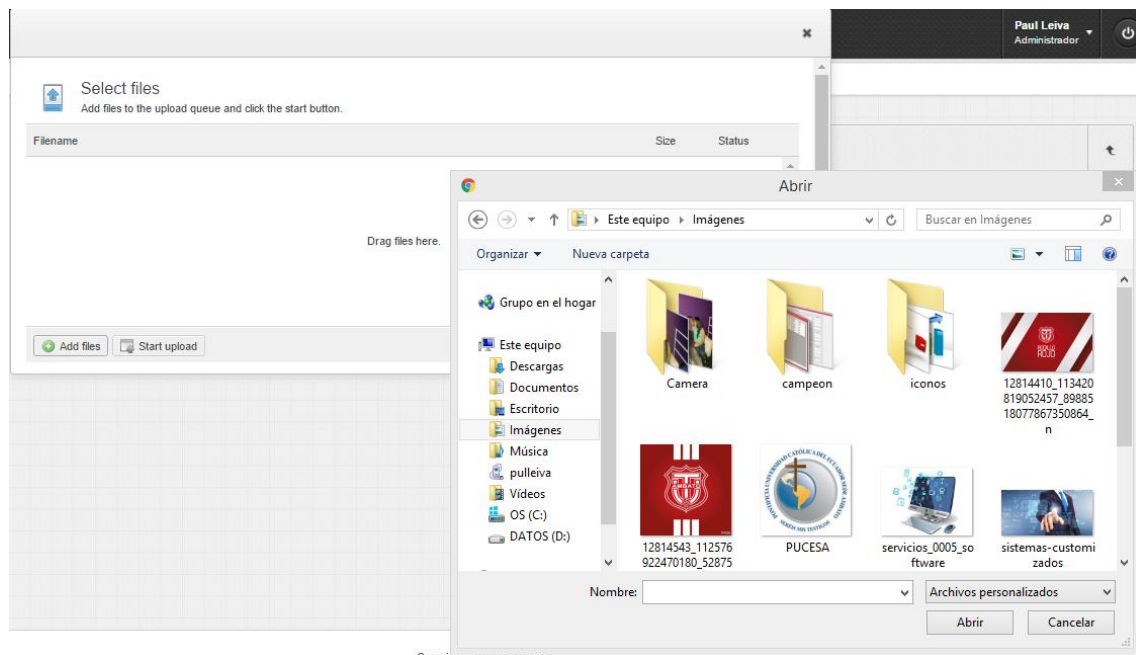 Paul Leiva
Administrador
Select files
Add files to the upload queue and click the start button.
Filename Size Status
Drag files here.
Add files Start upload
Abrir
Este equipo Imágenes
Buscar en Imágenes
Organizar Nueva carpeta
Grupo en el hogar
Este equipo
Descargas
Documentos
Escritorio
Imágenes
Música
pulleiva
Vídeos
OS (C:)
DATOS (D:)
Camera
campeon
iconos
12814410_113420
819052457_89885
18077867350864_
n
12814543_112576
922470180_52875
PUCESA
servicios_0005_so
ftware
sistemas-customi
zados
Nombre:
Archivos personalizados
Abrir Cancelar